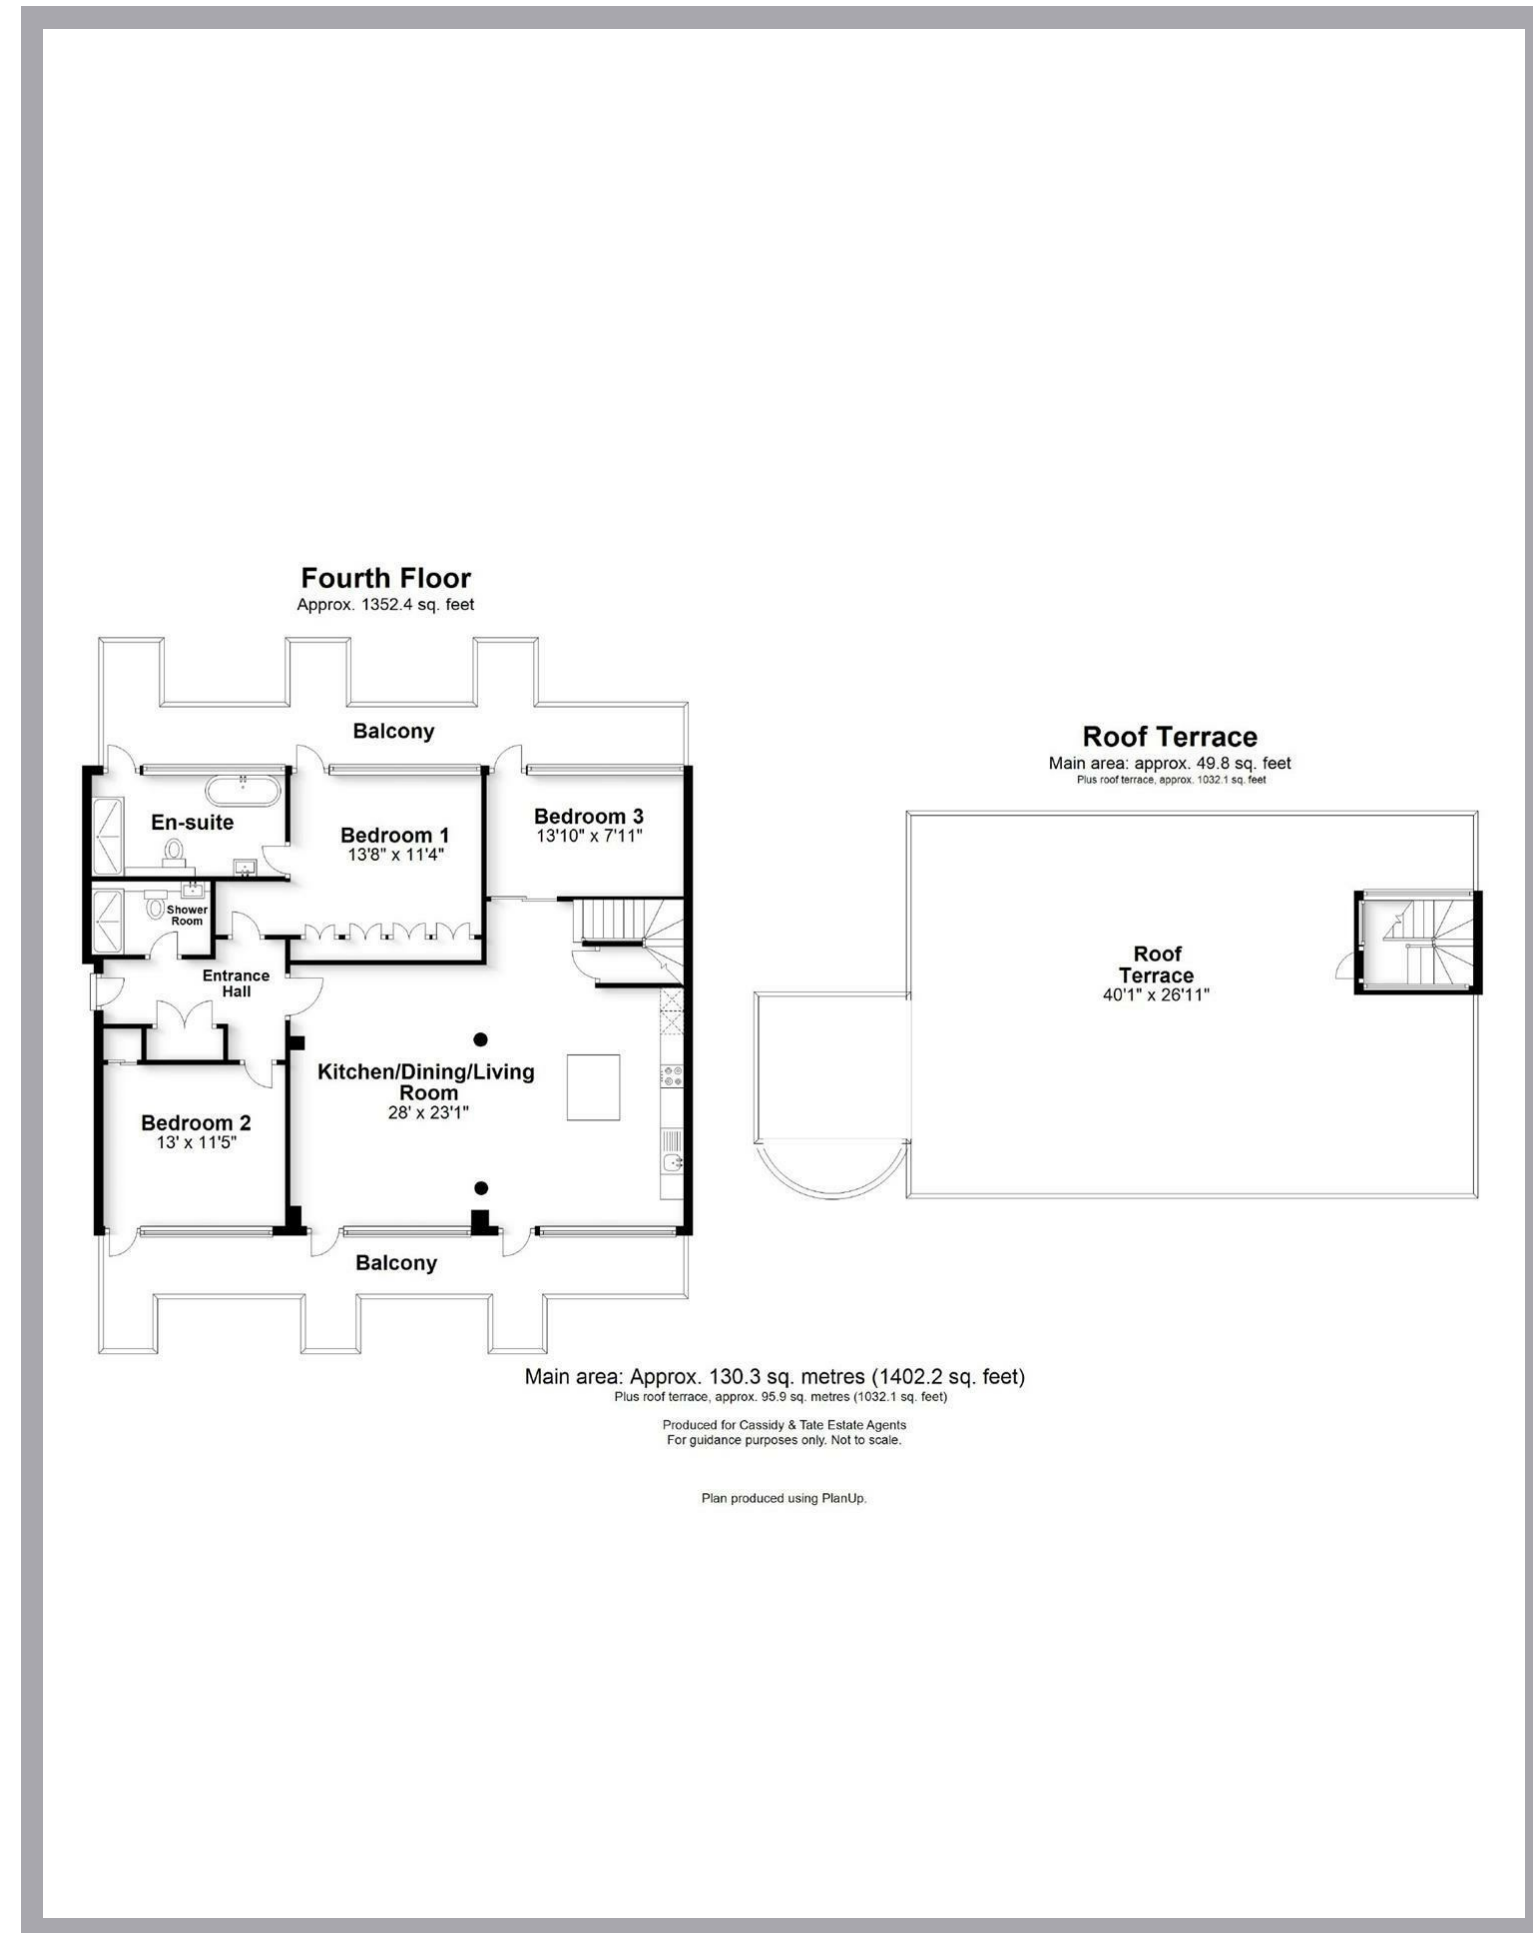 Fourth Floor
Approx. 1352.4 sq. feet
Balcony
En-suite
Bedroom 1
13'8" x 11'4"
Bedroom 3
13'10" x 7'11"
Shower
Room
Entrance
Hall
Kitchen/Dining/Living
Room
28' x 23'1"
Bedroom 2
13' x 11'5"
Balcony
Roof Terrace
Main area: approx. 49.8 sq. feet
Plus roof terrace, approx. 1032.1 sq. feet
Roof
Terrace
40'1" x 26'11"
Main area: Approx. 130.3 sq. metres (1402.2 sq. feet)
Plus roof terrace, approx. 95.9 sq. metres (1032.1 sq. feet)
Produced for Cassidy & Tate Estate Agents
For guidance purposes only. Not to scale.
Plan produced using PlanUp.